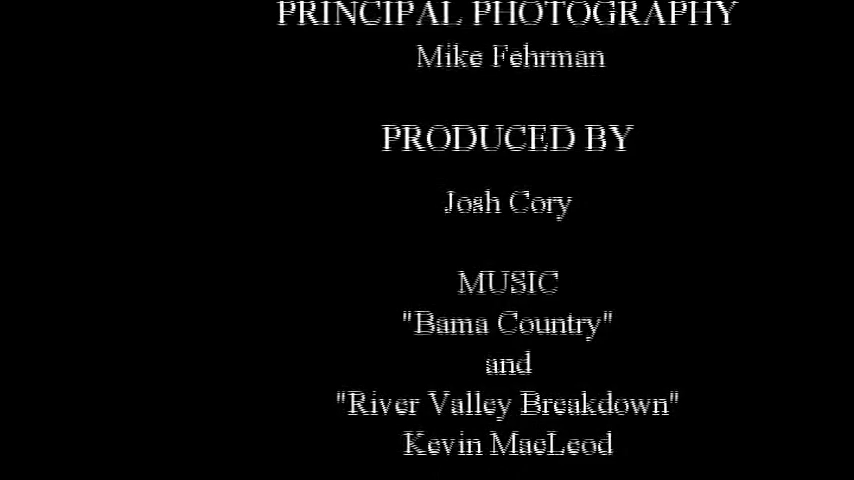 PRINCIPAL PHOTOGRAPHY
Mike Fehrman
PRODUCED BY
Josh Cory
MUSIC
"Bama Country"
and
"River Valley Breakdown"
Kevin MacLeod